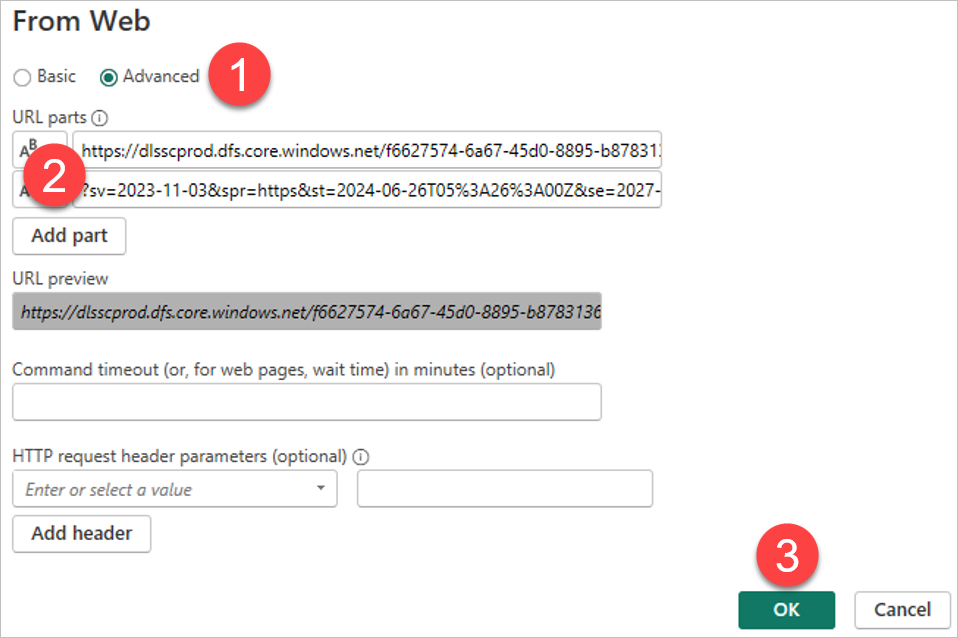 From Web
Basic Advanced 1
URL parts
AB https://dlsscprod.dfs.core.windows.net/f6627574-6a67-45d0-8895-b87831
2 ?sv=2023-11-03&spr=https&st=2024-06-26T05%3A26%3A00Z&se=2027-
Add part
URL preview
https://dlsscprod.dfs.core.windows.net/f6627574-6a67-45d0-8895-b8783136
Command timeout (or, for web pages, wait time) in minutes (optional)
HTTP request header parameters (optional)
Enter or select a value
Add header
3
OK Cancel